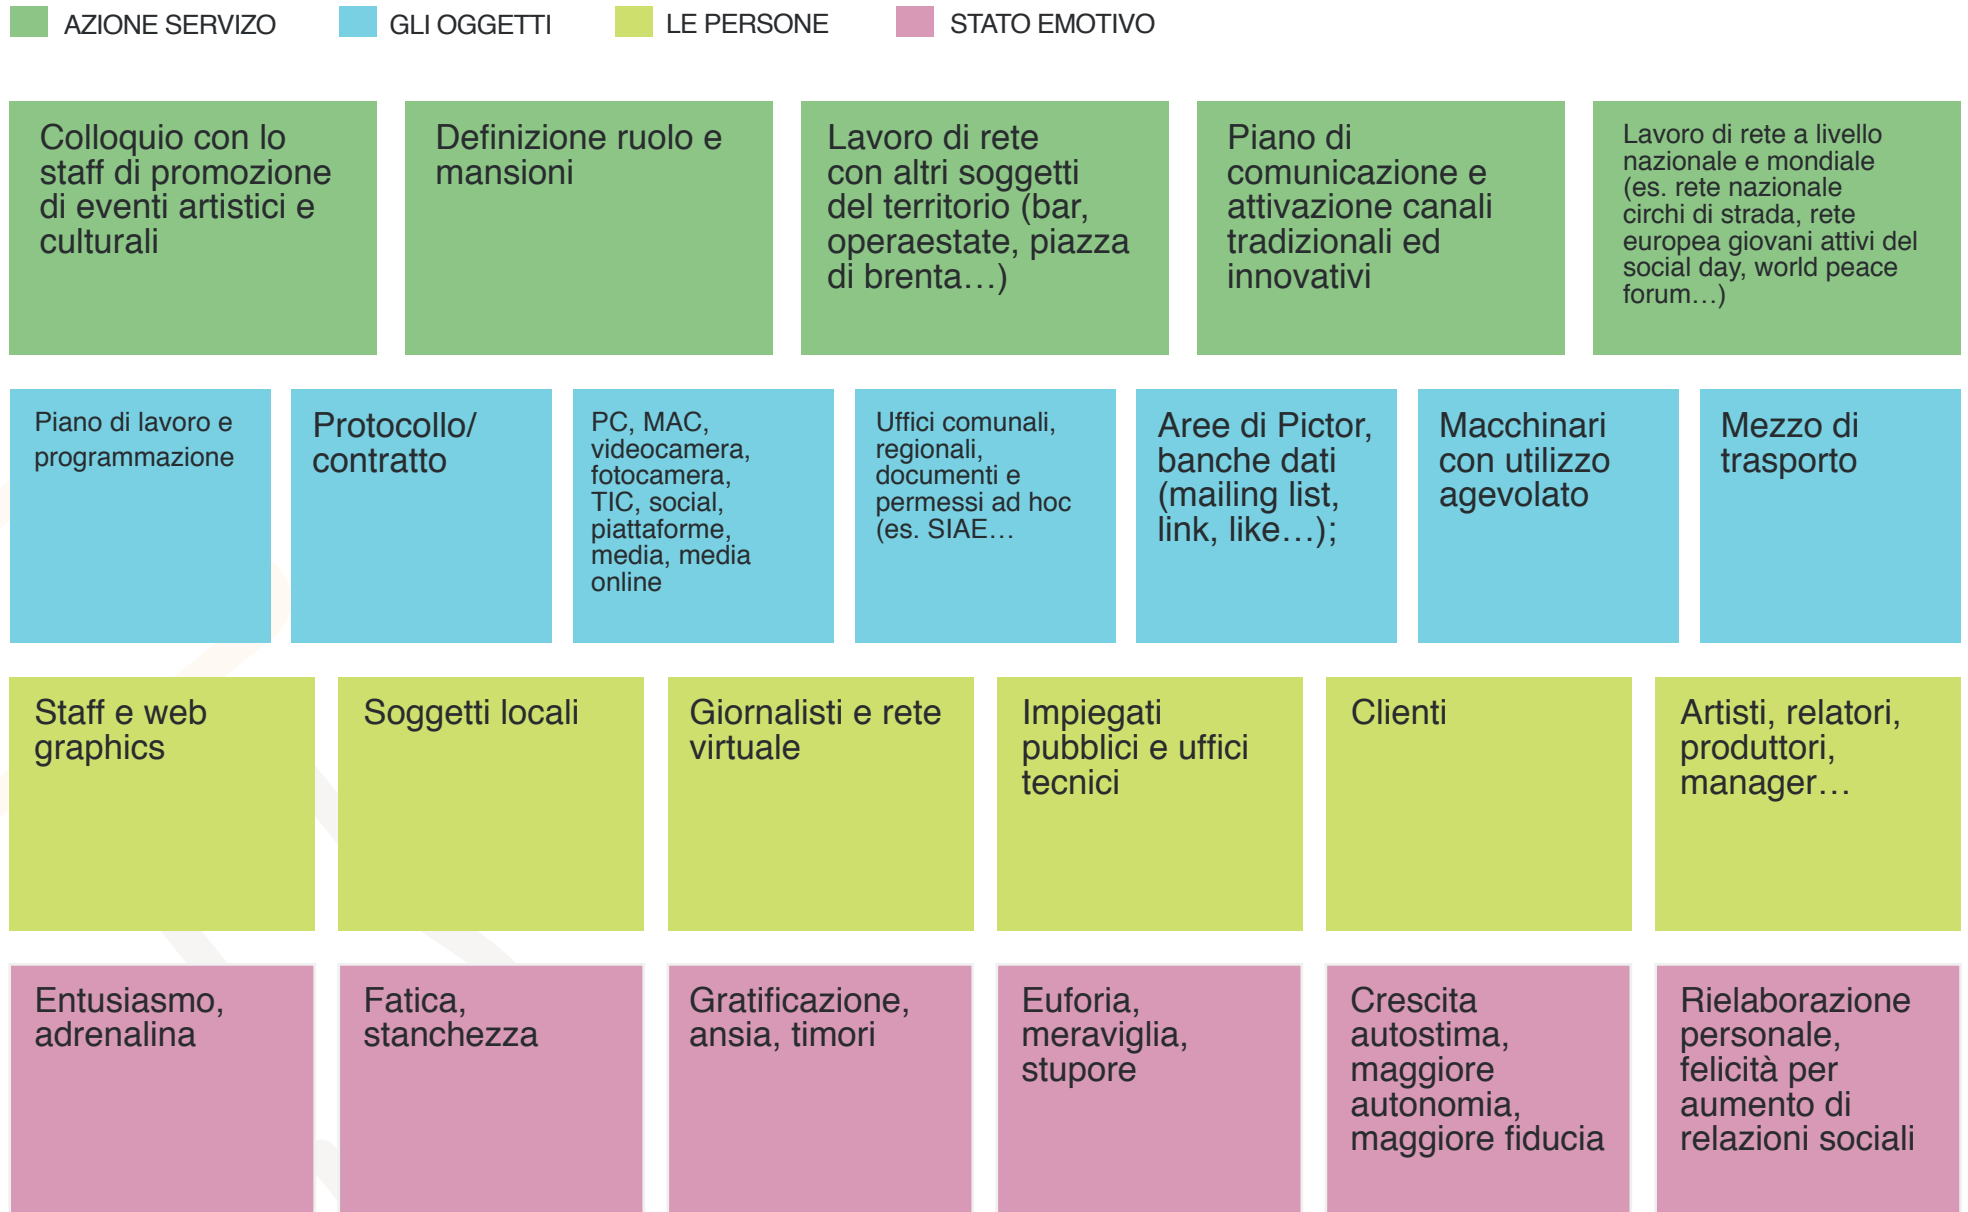 AZIONE SERVIZO
GLI OGGETTI
LE PERSONE
STATO EMOTIVO
Colloquio con lo
staff di promozione
di eventi artistici e
culturali
Definizione ruolo e
mansioni
Lavoro di rete
con altri soggetti
del territorio (bar,
operaestate, piazza
di brenta…)
Piano di
comunicazione e
attivazione canali
tradizionali ed
innovativi
Lavoro di rete a livello
nazionale e mondiale
(es. rete nazionale
circhi di strada, rete
europea giovani attivi del
social day, world peace
forum…)
Piano di lavoro e
programmazione
Protocollo/
contratto
PC, MAC,
videocamera,
fotocamera,
TIC, social,
piattaforme,
media, media
online
Uffici comunali,
regionali,
documenti e
permessi ad hoc
(es. SIAE…
Aree di Pictor,
banche dati
(mailing list,
link, like…);
Macchinari
con utilizzo
agevolato
Mezzo di
trasporto
Staff e web
graphics
Soggetti locali
Giornalisti e rete
virtuale
Impiegati
pubblici e uffici
tecnici
Clienti
Artisti, relatori,
produttori,
manager…
Entusiasmo,
adrenalina
Fatica,
stanchezza
Gratificazione,
ansia, timori
Euforia,
meraviglia,
stupore
Crescita
autostima,
maggiore
autonomia,
maggiore fiducia
Rielaborazione
personale,
felicità per
aumento di
relazioni sociali